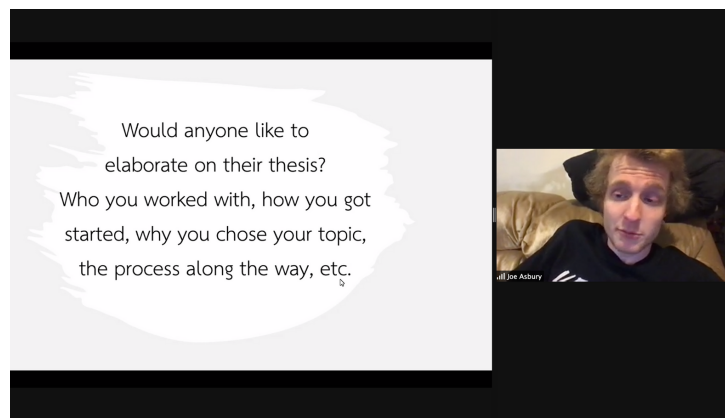 Would anyone like to
elaborate on their thesis?
Who you worked with, how you got
started, why you chose your topic,
the process along the way, etc.
Joe Asbury